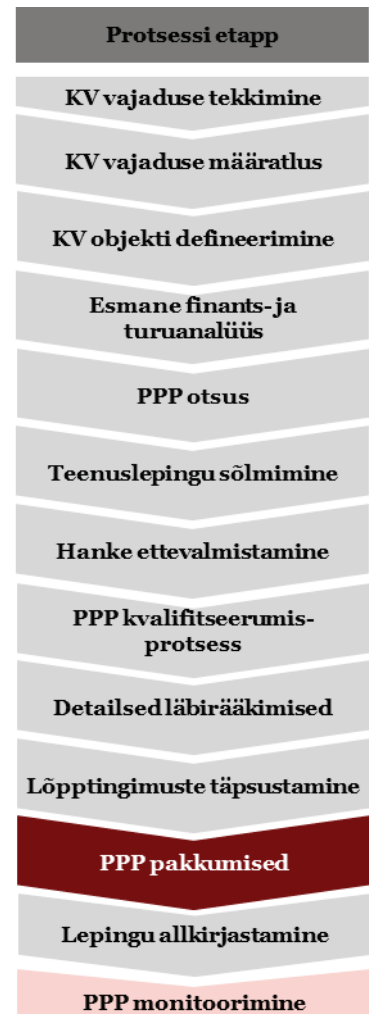 Protsessi etapp
KV vajaduse tekkimine
KV vajaduse määratlus
KV objekti defineerimine
Esmane finants- ja
turuanalüüs
PPP otsus
Teenuslepingu sõlmimine
Hanke ettevalmistamine
PPP kvalifitseerumis-
protsess
Detailsed läbirääkimised
Lõpptingimuste täpsustamine
PPP pakkumised
Lepingu allkirjastamine
PPP monitoorimine